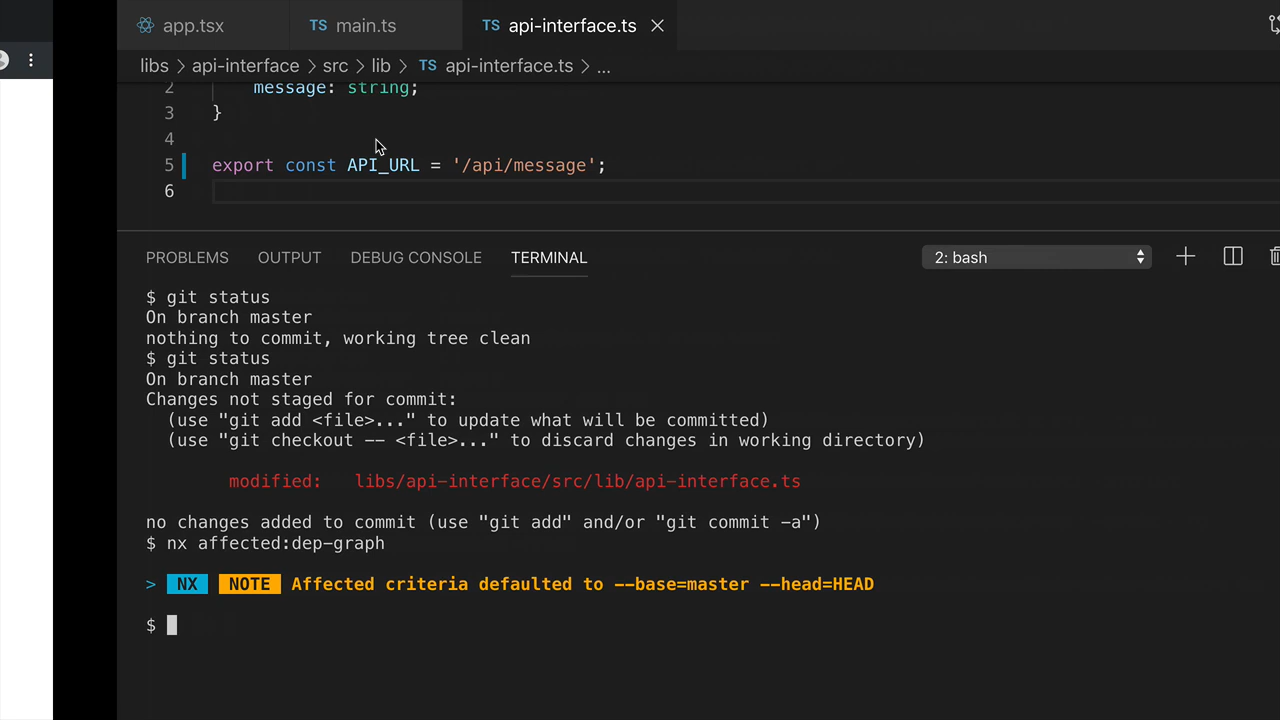 app.tsx
TS main.ts
TS api-interface.ts
libs > api-interface > src > lib > TS api-interface.ts > ...
2 message: string;
3 }
4
5 export const API_URL = '/api/message';
6
PROBLEMS OUTPUT DEBUG CONSOLE TERMINAL 2: bash
$ git status
On branch master
nothing to commit, working tree clean
$ git status
On branch master
Changes not staged for commit:
(use "git add <file>..." to update what will be committed)
(use "git checkout -- <file>..." to discard changes in working directory)
modified: libs/api-interface/src/lib/api-interface.ts
no changes added to commit (use "git add" and/or "git commit -a")
$ nx affected:dep-graph
> NX NOTE Affected criteria defaulted to --base=master --head=HEAD
$